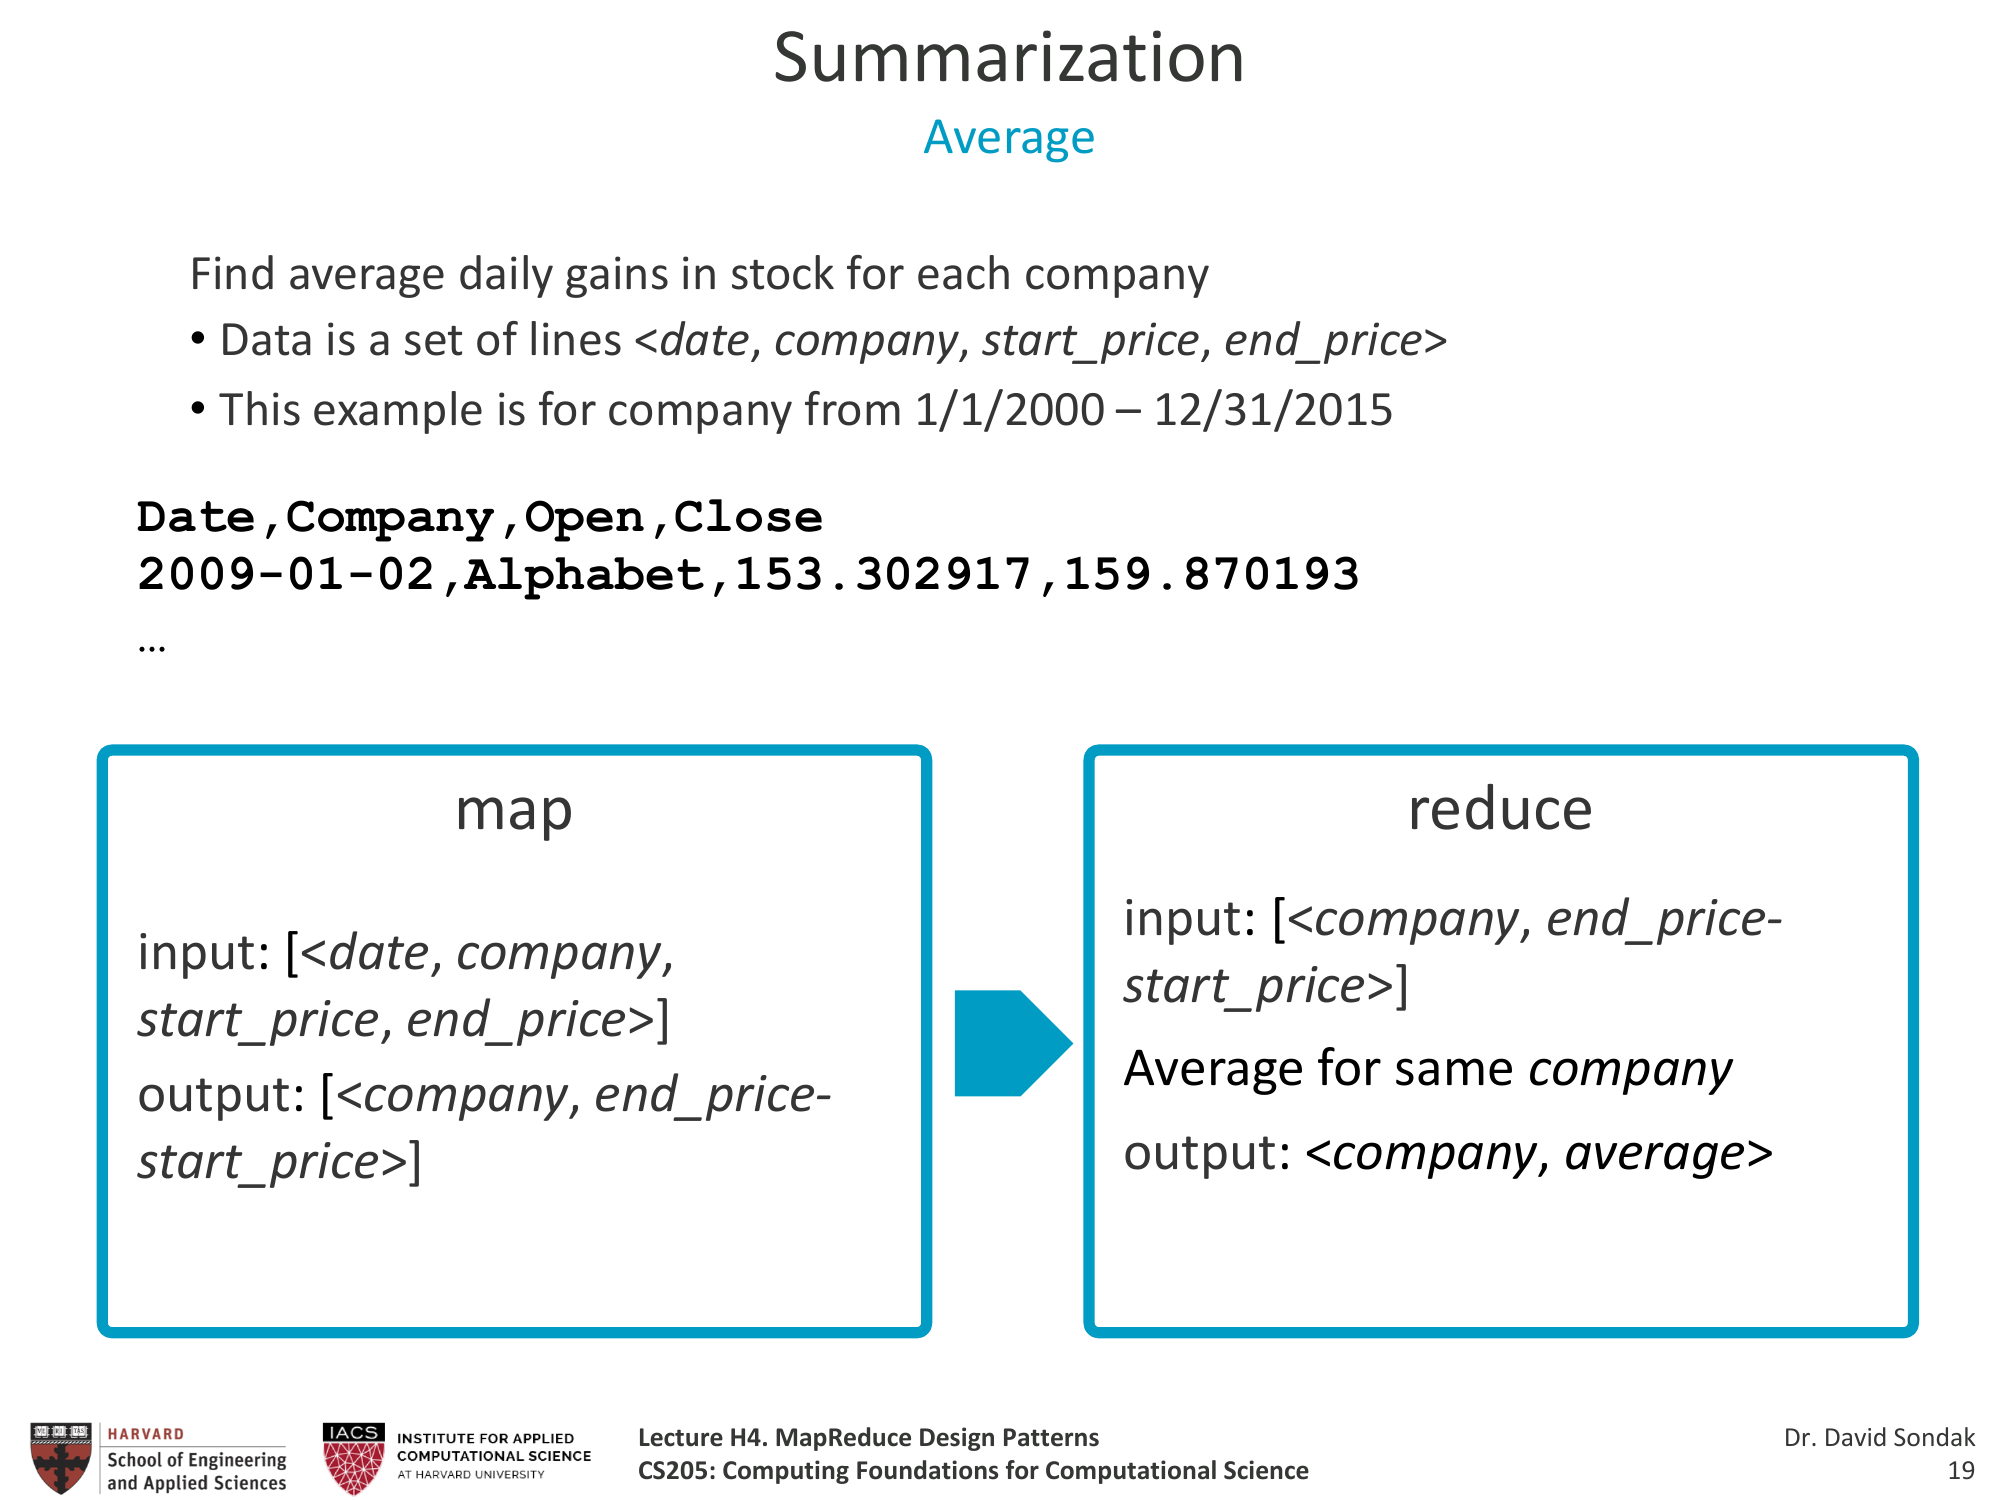 Summarization
Average
Find average daily gains in stock for each company
• Data is a set of lines <date, company, start_price, end_price>
• This example is for company from 1/1/2000 – 12/31/2015
Date,Company,Open,Close
2009-01-02,Alphabet,153.302917,159.870193
…
map
input: [<date, company,
start_price, end_price>]
output: [<company, end_price-
start_price>]
reduce
input: [<company, end_price-
start_price>]
Average for same company
output: <company, average>
HARVARD
School of Engineering
and Applied Sciences
IACS
INSTITUTE FOR APPLIED
COMPUTATIONAL SCIENCE
AT HARVARD UNIVERSITY
Lecture H4. MapReduce Design Patterns
CS205: Computing Foundations for Computational Science
Dr. David Sondak
19